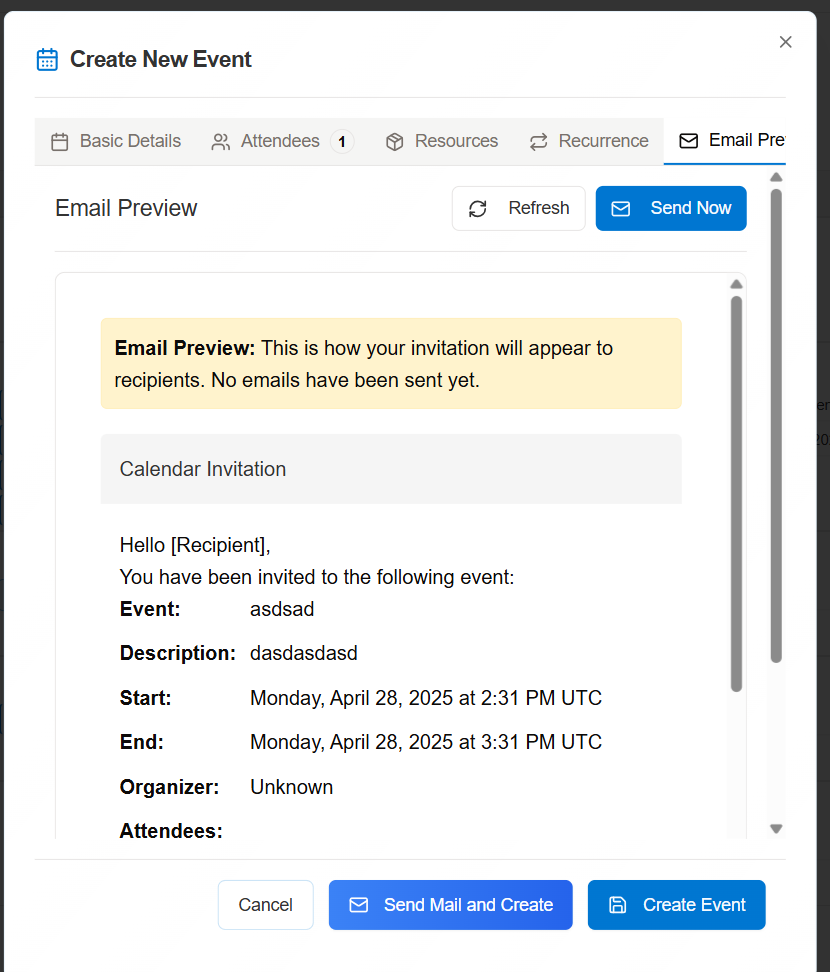 Create New Event
Basic Details Attendees 1 Resources Recurrence Email Pre
Email Preview Refresh Send Now
Email Preview: This is how your invitation will appear to
recipients. No emails have been sent yet.
Calendar Invitation
Hello [Recipient],
You have been invited to the following event:
Event: asdsad
Description: dasdasdasd
Start: Monday, April 28, 2025 at 2:31 PM UTC
End: Monday, April 28, 2025 at 3:31 PM UTC
Organizer: Unknown
Attendees:
Cancel Send Mail and Create Create Event